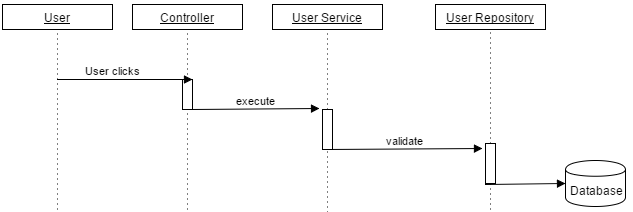 User
Controller
User Service
User Repository
User clicks
execute
validate
Database